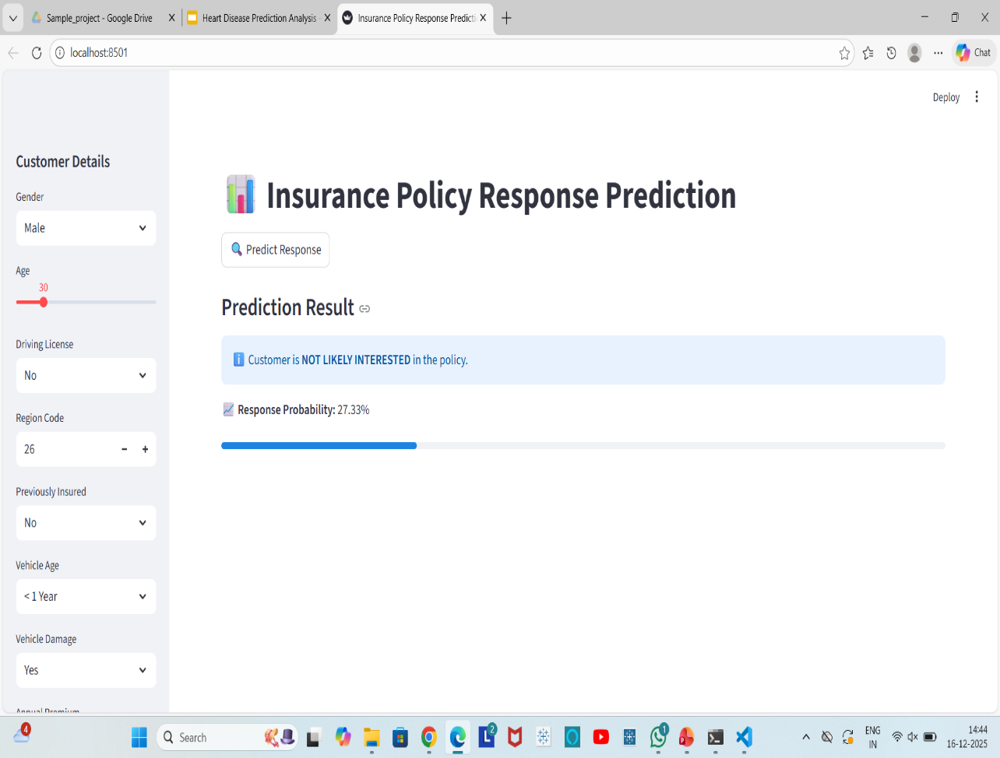 Sample_project - Google Drive
Heart Disease Prediction Analysis -
Insurance Policy Response Predicti
localhost:8501
Chat
Deploy
Customer Details
Gender
Male
Age
30
Driving License
No
Region Code
26
Previously Insured
No
Vehicle Age
< 1 Year
Vehicle Damage
Yes
Annual Premium
Insurance Policy Response Prediction
Predict Response
Prediction Result
Customer is NOT LIKELY INTERESTED in the policy.
Response Probability: 27.33%
4
Search
2
1
ENG
IN
14:44
16-12-2025